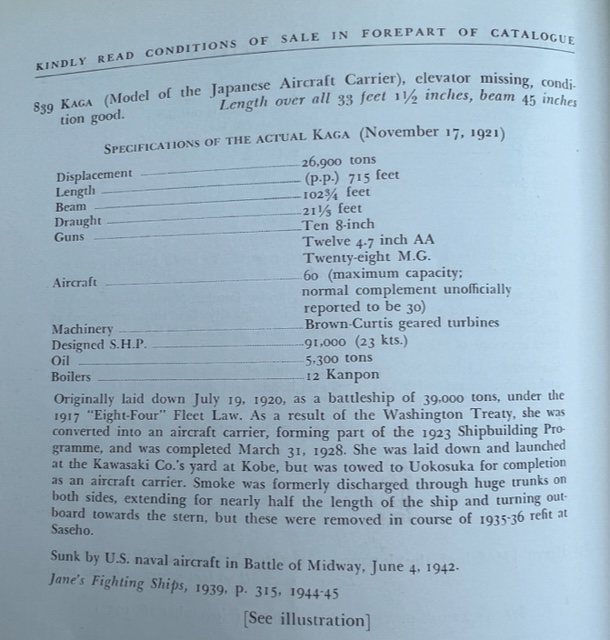 KINDLY READ CONDITIONS OF SALE IN FOREPART OF CATALOGUE
839 KAGA (Model of the Japanese Aircraft Carrier), elevator missing, condi-
tion good. Length over all 33 feet 1½ inches, beam 45 inches
SPECIFICATIONS OF THE ACTUAL KAGA (November 17, 1921)
Displacement 26,900 tons
Length (p.p.) 715 feet
Beam 102¾ feet
Draught 21⅓ feet
Guns Ten 8-inch
Twelve 4.7 inch AA
Twenty-eight M.G.
Aircraft 60 (maximum capacity;
normal complement unofficially
reported to be 30)
Machinery Brown-Curtis geared turbines
Designed S.H.P. 91,000 (23 kts.)
Oil 5,300 tons
Boilers 12 Kanpon
Originally laid down July 19, 1920, as a battleship of 39,000 tons, under the
1917 "Eight-Four" Fleet Law. As a result of the Washington Treaty, she was
converted into an aircraft carrier, forming part of the 1923 Shipbuilding Pro-
gramme, and was completed March 31, 1928. She was laid down and launched
at the Kawasaki Co.'s yard at Kobe, but was towed to Uokosuka for completion
as an aircraft carrier. Smoke was formerly discharged through huge trunks on
both sides, extending for nearly half the length of the ship and turning out-
board towards the stern, but these were removed in course of 1935-36 refit at
Saseho.
Sunk by U.S. naval aircraft in Battle of Midway, June 4, 1942.
Jane's Fighting Ships, 1939, p. 315, 1944-45
[See illustration]